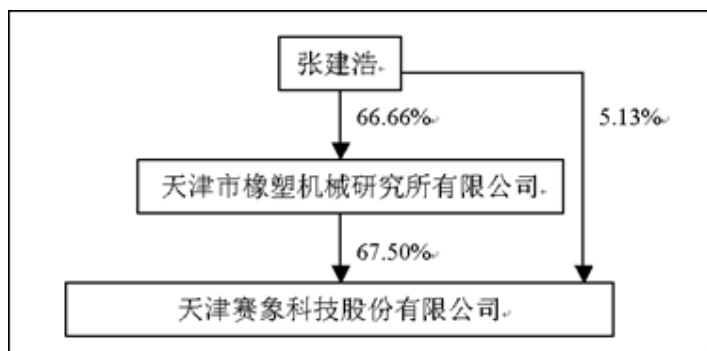 张建浩
66.66%
5.13%
天津市橡塑机械研究所有限公司
67.50%
天津赛象科技股份有限公司